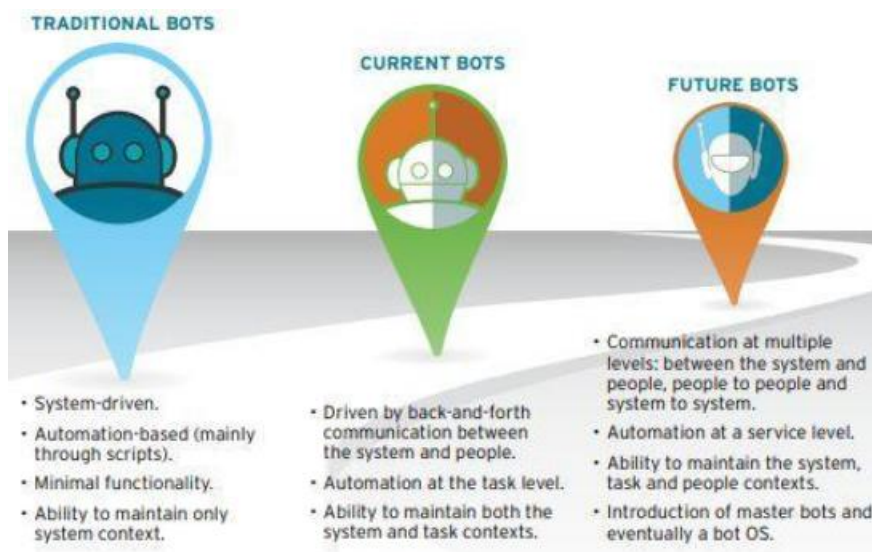 TRADITIONAL BOTS
• System-driven.
• Automation-based (mainly
through scripts).
• Minimal functionality.
• Ability to maintain only
system context.
CURRENT BOTS
• Driven by back-and-forth
communication between
the system and people.
• Automation at the task level.
• Ability to maintain both the
system and task contexts.
FUTURE BOTS
• Communication at multiple
levels: between the system and
people, people to people and
system to system.
• Automation at a service level.
• Ability to maintain the system,
task and people contexts.
• Introduction of master bots and
eventually a bot OS.